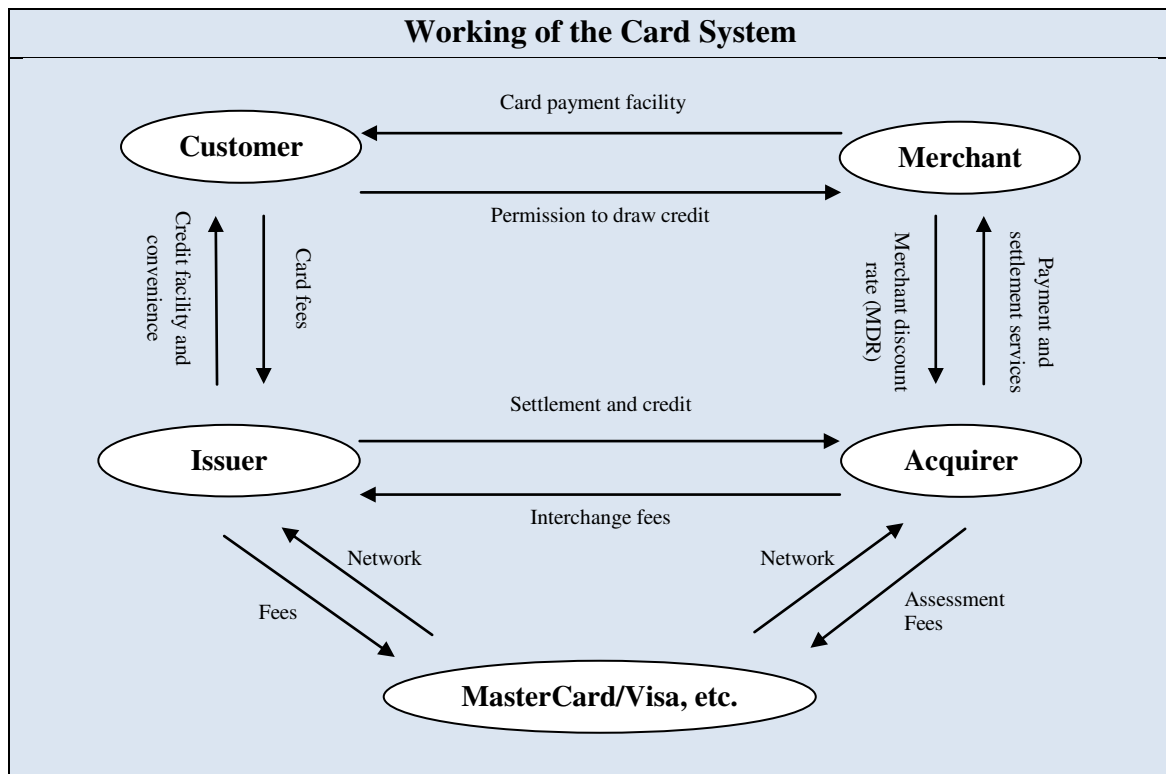 Working of the Card System
Card payment facility
Customer
Merchant
Permission to draw credit
Credit facility and
convenience
Card fees
Merchant discount
rate (MDR)
Payment and
settlement services
Settlement and credit
Issuer
Acquirer
Interchange fees
Network
Network
Fees
Assessment
Fees
MasterCard/Visa, etc.